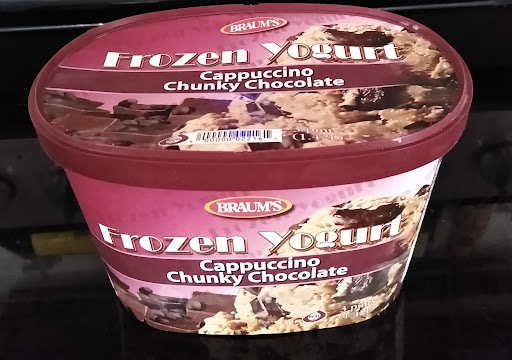 BRAUM'S
Frozen Yogurt
Cappuccino
Chunky Chocolate
BRAUM'S
Frozen Yogurt
Cappuccino
Chunky Chocolate